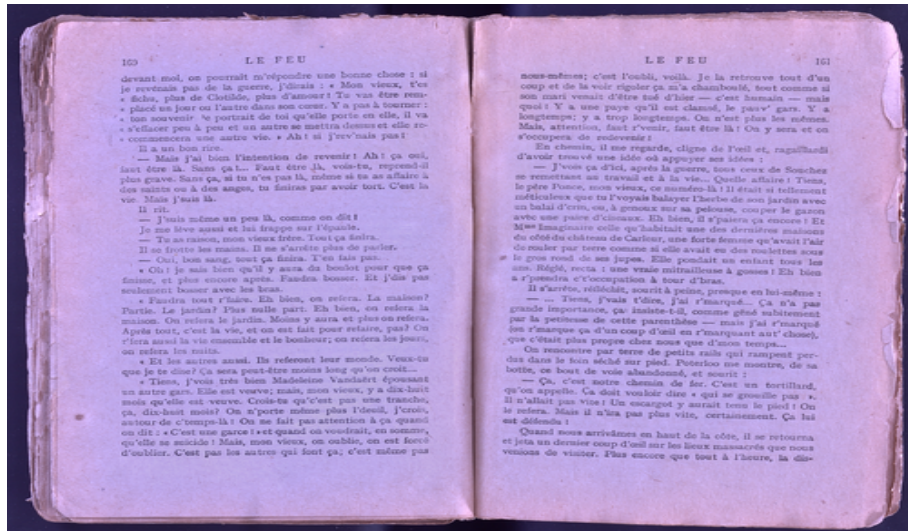 160
LE FEU
devant moi, on pourrait m'répondre une bonne chose : si
je revenais pas de la guerre, j'dirais : « Mon vieux, t'es
« fichu, plus de Clotilde, plus d'amour ! Tu vas être rem-
« placé un jour ou l'autre dans son cœur. Y a pas à tourner :
« ton souvenir, le portrait de toi qu'elle porte en elle, il va
« s'effacer peu à peu et un autre se mettra dessus et elle re-
« commencera une autre vie. » Ah ! si j'rev'nais pas !
Il a un bon rire.
— Mais j'ai bien l'intention de revenir ! Ah ! ça oui,
faut être là. Sans ça !... Faut être là, vois-tu, reprend-il
plus grave. Sans ça, si tu n'es pas là, même si tu as affaire à
des saints ou à des anges, tu finiras par avoir tort. C'est la
vie. Mais j'suis là.
Il rit.
— J'suis même un peu là, comme on dit !
Je me lève aussi et lui frappe sur l'épaule.
— Tu as raison, mon vieux frère. Tout ça finira.
Il se frotte les mains. Il ne s'arrête plus de parler.
— Oui, bon sang, tout ça finira. T'en fais pas.
« Oh ! je sais bien qu'il y aura du boulot pour que ça
finisse, et plus encore après. Faudra bosser. Et j'dis pas
seulement bosser avec les bras.
« Faudra tout r'faire. Eh bien, on refera. La maison ?
Partie. Le jardin ? Plus nulle part. Eh bien, on refera la
maison. On refera le jardin. Moins y aura et plus on refera.
Après tout, c'est la vie, et on est fait pour refaire, pas ? On
r'fera aussi la vie ensemble et le bonheur ; on refera les jours,
on refera les nuits.
« Et les autres aussi. Ils referont leur monde. Veux-tu
que je te dise ? Ça sera peut-être moins long qu'on croit...
« Tiens, j'vois très bien Madeleine Vandaërt épousant
un autre gars. Elle est veuve ; mais, mon vieux, y a dix-huit
mois qu'elle est veuve. Crois-tu qu'c'est pas une tranche,
ça, dix-huit mois ? On n'porte même plus l'deuil, j'crois,
autour de c'temps-là ! On ne fait pas attention à ça quand
on dit : « C'est une garce ! » et quand on voudrait, en somme,
qu'elle se suicide ! Mais, mon vieux, on oublie, on est forcé
d'oublier. C'est pas les autres qui font ça ; c'est même pas
LE FEU
161
nous-mêmes ; c'est l'oubli, voilà. Je la retrouve tout d'un
coup et de la voir rigoler ça m'a chamboulé, tout comme si
son mari venait d'être tué d'hier — c'est humain — mais
quoi ! Y a une paye qu'il est clamsé, le pauv' gars. Y a
longtemps ; y a trop longtemps. On n'est plus les mêmes.
Mais, attention, faut r'venir, faut être là ! On y sera et on
s'occupera de redevenir !
En chemin, il me regarde, cligne de l'œil et, ragaillardi
d'avoir trouvé une idée où appuyer ses idées :
— J'vois ça d'ici, après la guerre, tous ceux de Souchez
se remettant au travail et à la vie... Quelle affaire ! Tiens,
le père Ponce, mon vieux, ce numéro-là ! Il était si tellement
méticuleux que tu l'voyais balayer l'herbe de son jardin avec
un balai d'crin, ou, à genoux sur sa pelouse, couper le gazon
avec une paire d'ciseaux. Eh bien, il s'paiera ça encore ! Et
Mme Imaginaire celle qu'habitait une des dernières maisons
du côté du château de Carleul, une forte femme qu'avait l'air
de rouler par terre comme si elle avait eu des roulettes sous
le gros rond de ses jupes. Elle pondait un enfant tous les
ans. Réglé, recta : une vraie mitrailleuse à gosses ! Eh bien
a r'prendra c't'occupation à tour d'bras.
Il s'arrête, réfléchit, sourit à peine, presque en lui-même :
— ... Tiens, j'vais t'dire, j'ai r'marqué... Ça n'a pas
grande importance, ça, insiste-t-il, comme gêné subitement
par la petitesse de cette parenthèse — mais j'ai r'marqué
(on r'marque ça d'un coup d'œil en r'marquant aut' chose),
que c'était plus propre chez nous que d'mon temps...
On rencontre par terre de petits rails qui rampent per-
dus dans le foin séché sur pied. Poterloo me montre, de sa
botte, ce bout de voie abandonné, et sourit :
— Ça, c'est notre chemin de fer. C'est un tortillard,
qu'on appelle. Ça doit vouloir dire « qui se grouille pas ».
Il n'allait pas vite ! Un escargot y aurait tenu le pied ! On
le refera. Mais il n'ira pas plus vite, certainement. Ça lui
est défendu !
Quand nous arrivâmes en haut de la côte, il se retourna
et jeta un dernier coup d'œil sur les lieux massacrés que nous
venions de visiter. Plus encore que tout à l'heure, la dis-